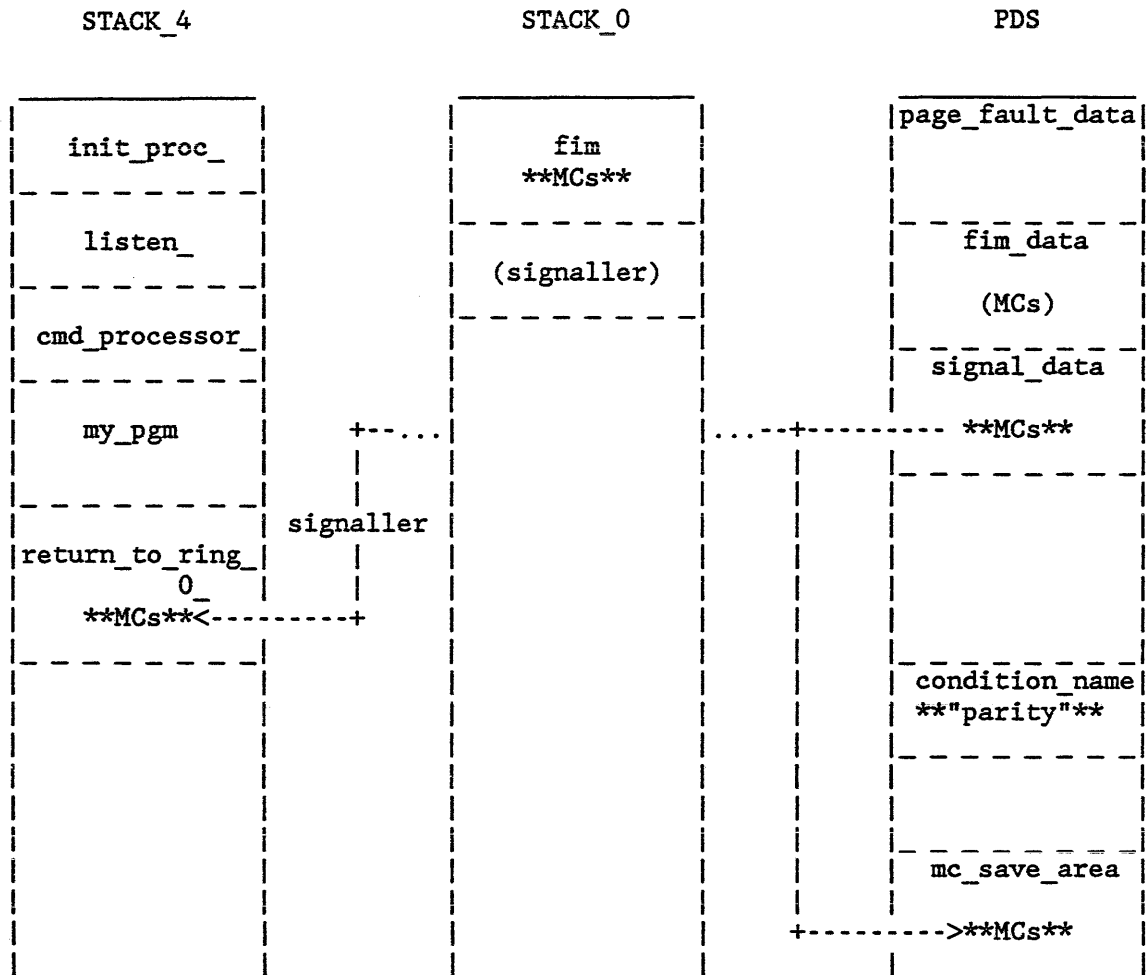 STACK_4 STACK_0 PDS
page_fault_data
init_proc_ fim
**MCs**
listen_ fim_data
(signaller)
(MCs)
cmd_processor_
signal_data
my_pgm +--... ...--+--------- **MCs**
signaller
return_to_ring_
0_
**MCs**<---------+
condition_name
**"parity"**
mc_save_area
+--------->**MCs**